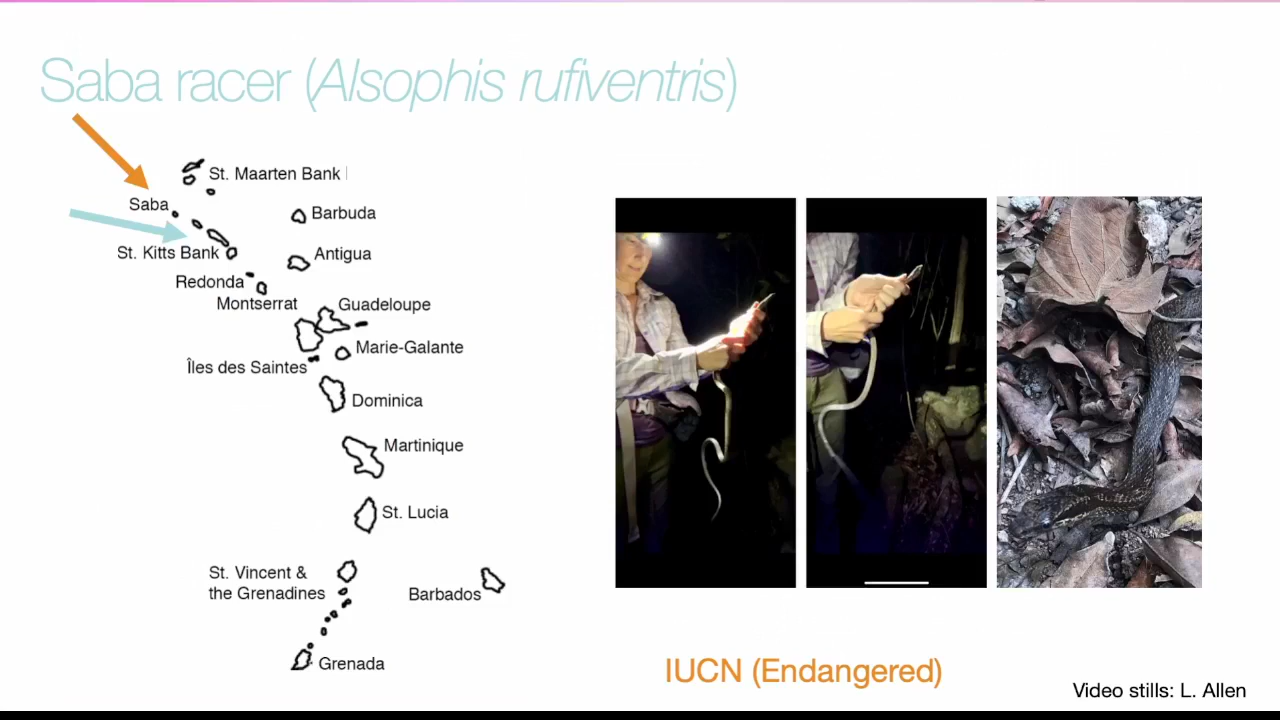 Saba racer (Alsophis rufiventris)
St. Maarten Bank
Saba
Barbuda
St. Kitts Bank
Antigua
Redonda
Montserrat
Guadeloupe
Marie-Galante
Îles des Saintes
Dominica
Martinique
St. Lucia
St. Vincent &
the Grenadines
Barbados
Grenada
IUCN (Endangered)
Video stills: L. Allen